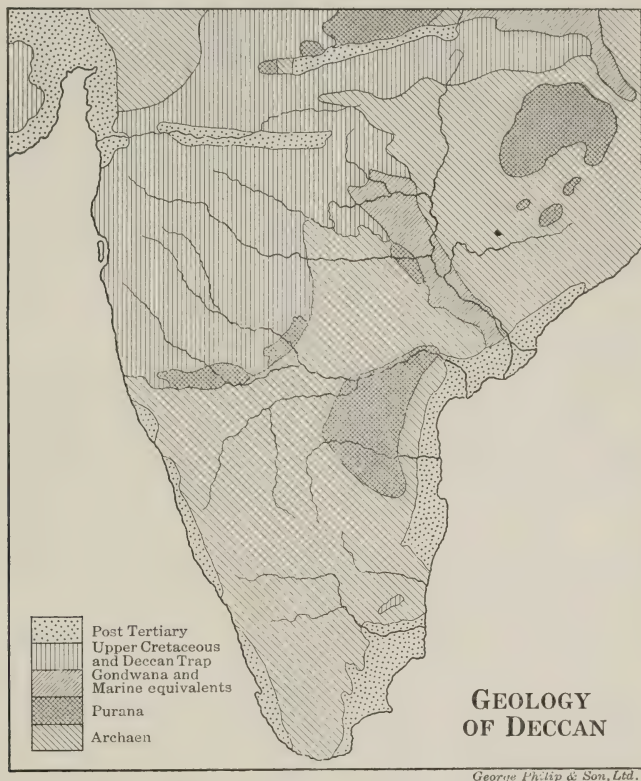 Post Tertiary
Upper Cretaceous
and Deccan Trap
Gondwana and
Marine equivalents
Purana
Archaen
GEOLOGY
OF DECCAN
George Philip & Son, Ltd.